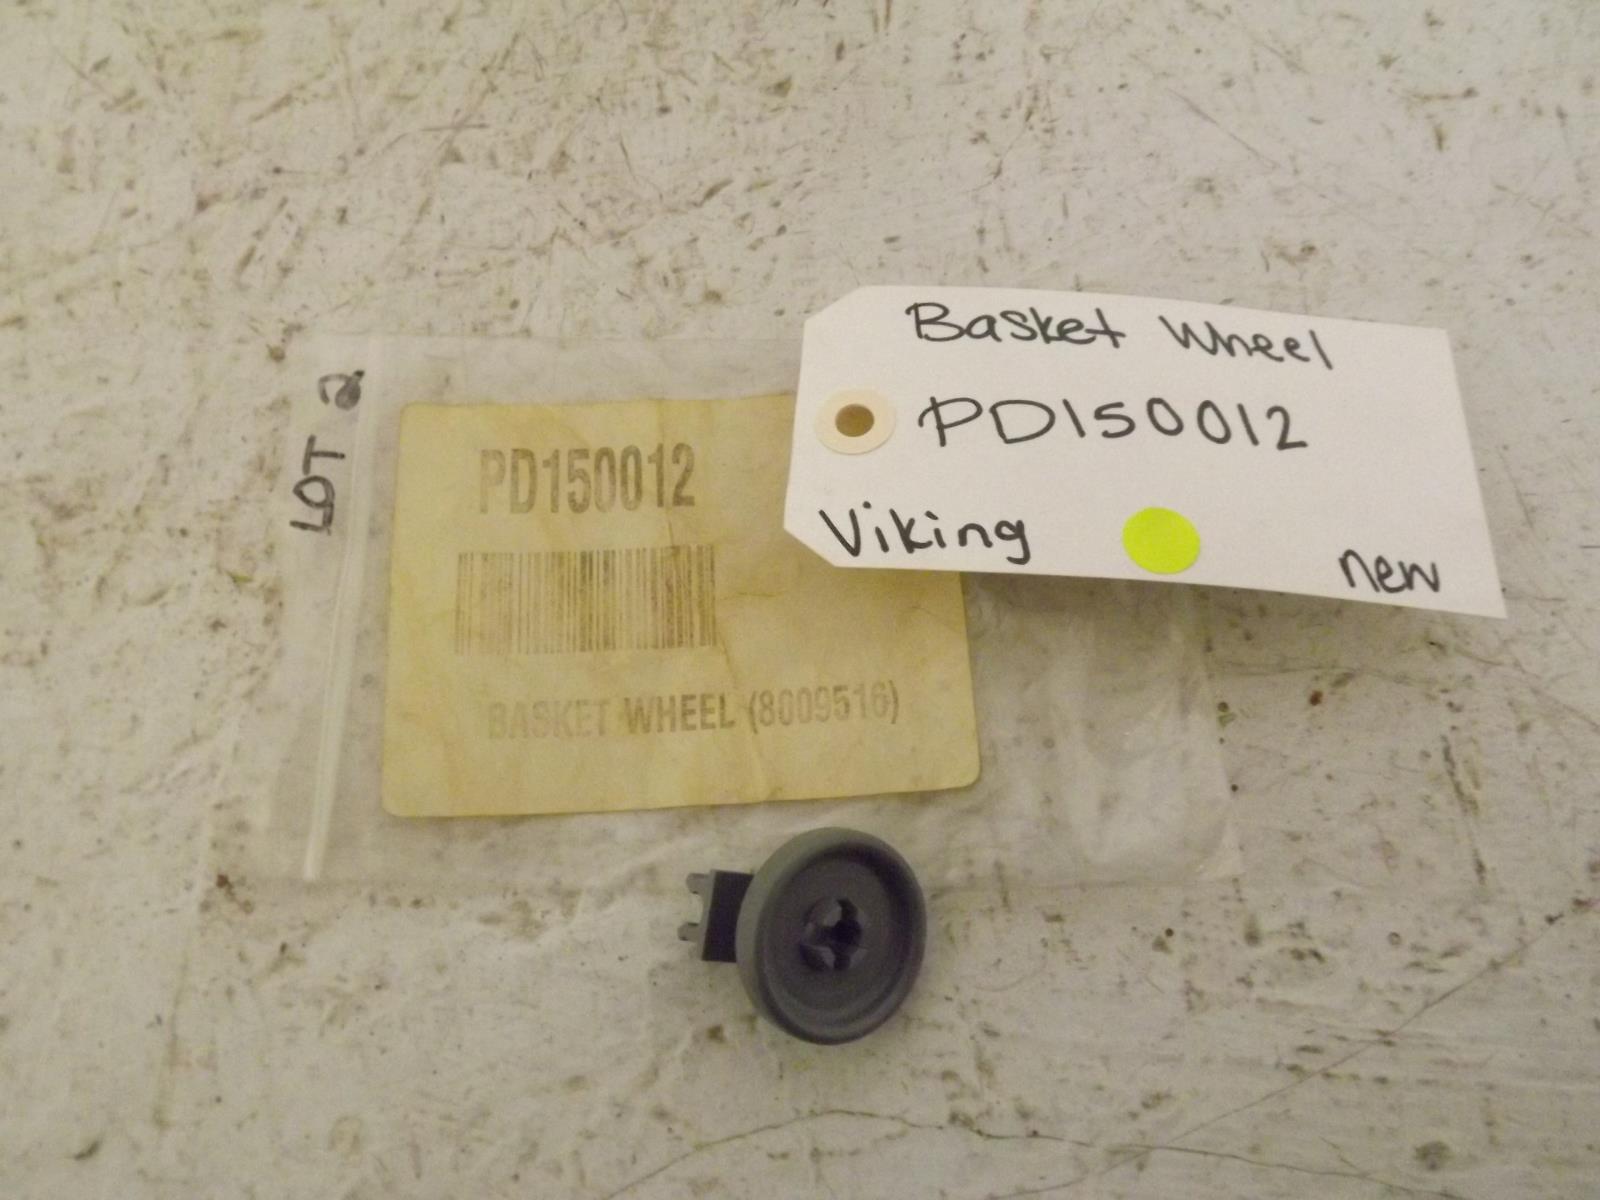 Basket Wheel
PD150012
Viking
new
LOT 2
PD150012
BASKET WHEEL (8009516)